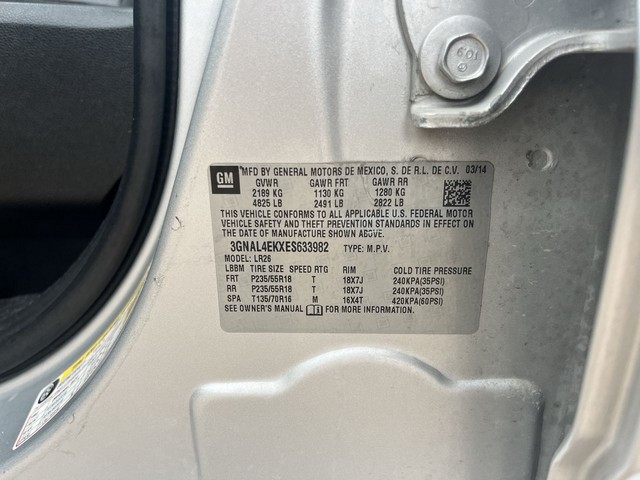 10.9
GM
MFD BY GENERAL MOTORS DE MEXICO, S. DE R.L. DE C.V. 03/14
GVWR GAWR FRT GAWR RR
2189 KG 1130 KG 1280 KG
4825 LB 2491 LB 2822 LB
THIS VEHICLE CONFORMS TO ALL APPLICABLE U.S. FEDERAL MOTOR
VEHICLE SAFETY AND THEFT PREVENTION STANDARDS IN EFFECT ON
THE DATE OF MANUFACTURE SHOWN ABOVE.
3GNAL4EKXES633982 TYPE: M.P.V.
MODEL: LR26
LBBM TIRE SIZE SPEED RTG RIM COLD TIRE PRESSURE
FRT P235/55R18 T 18X7J 240KPA(35PSI)
RR P235/55R18 T 18X7J 240KPA(35PSI)
SPA T135/70R16 M 16X4T 420KPA(60PSI)
SEE OWNER'S MANUAL FOR MORE INFORMATION.